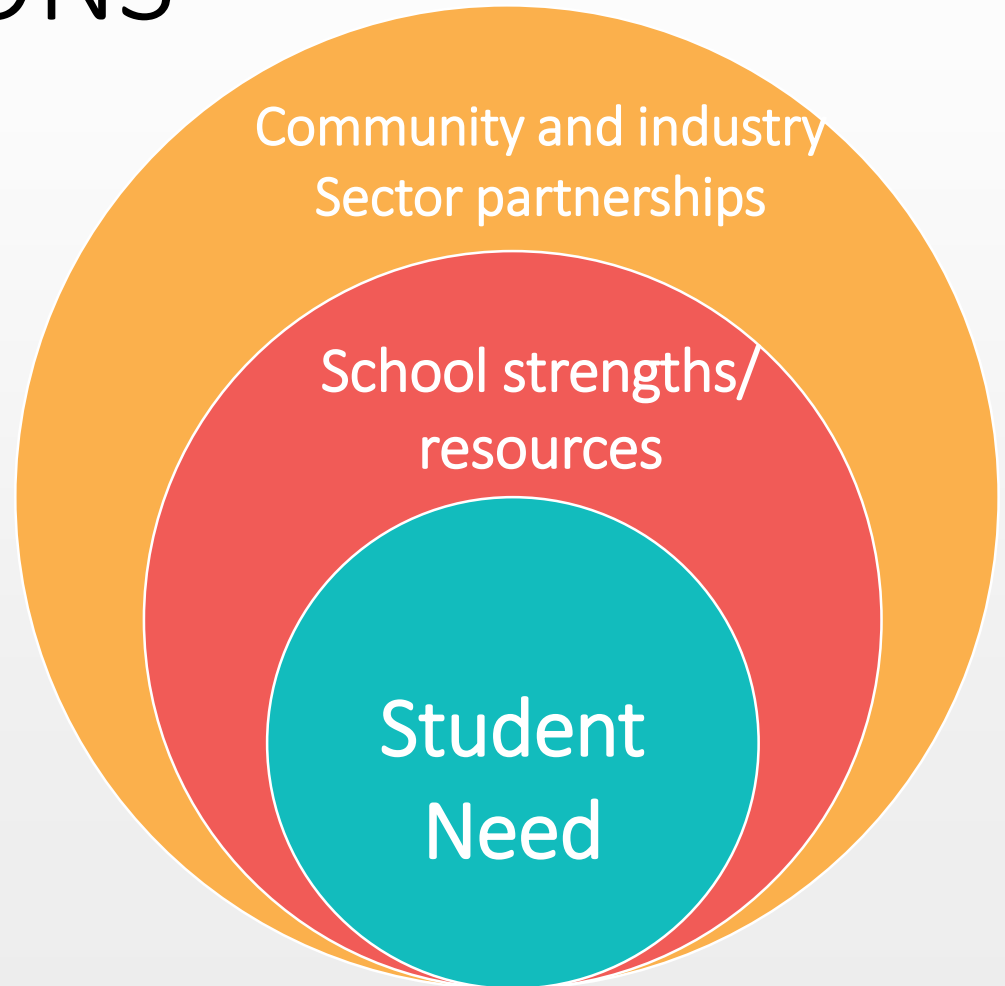 Community and industry
Sector partnerships
School strengths/
resources
Student
Need